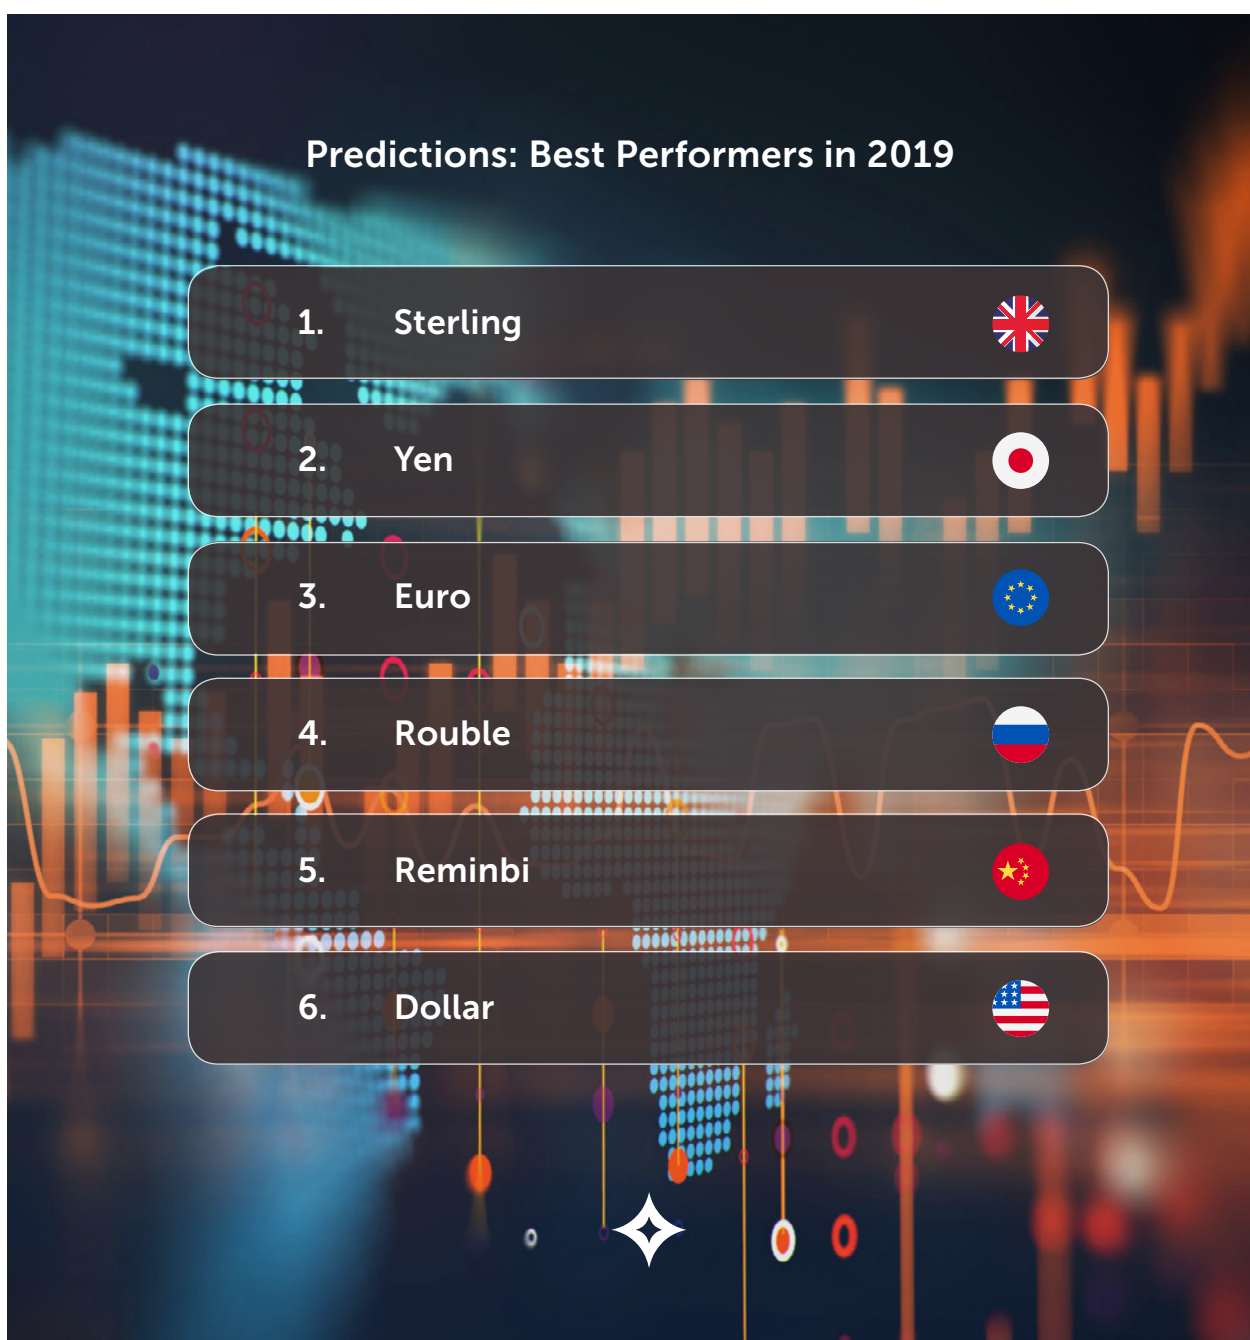 Predictions: Best Performers in 2019
1. Sterling
2. Yen
3. Euro
4. Rouble
5. Reminbi
6. Dollar